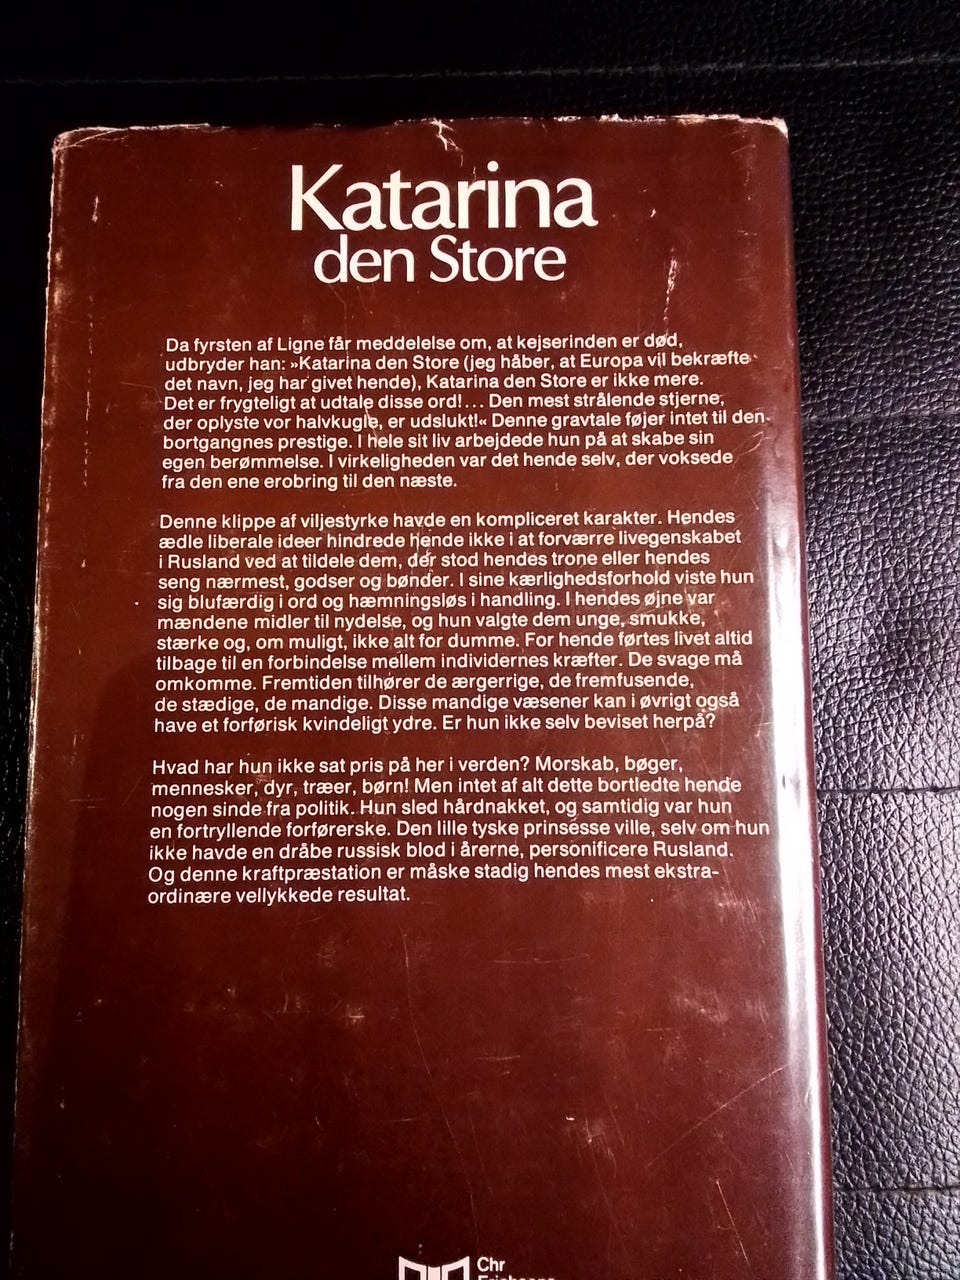 Katarina
den Store
Da fyrsten af Ligne får meddelelse om, at kejserinden er død,
udbryder han: »Katarina den Store (jeg håber, at Europa vil bekræfte
det navn, jeg har givet hende), Katarina den Store er ikke mere.
Det er frygteligt at udtale disse ord!... Den mest strålende stjerne,
der oplyste vor halvkugle, er udslukt!« Denne gravtale føjer intet til den
bortgangnes prestige. I hele sit liv arbejdede hun på at skabe sin
egen berømmelse. I virkeligheden var det hende selv, der voksede
fra den ene erobring til den næste.
Denne klippe af viljestyrke havde en kompliceret karakter. Hendes
ædle liberale ideer hindrede hende ikke i at forværre livegenskabet
i Rusland ved at tildele dem, der stod hendes trone eller hendes
seng nærmest, godser og bønder. I sine kærlighedsforhold viste hun
sig blufærdig i ord og hæmningsløs i handling. I hendes øjne var
mændene midler til nydelse, og hun valgte dem unge, smukke,
stærke og, om muligt, ikke alt for dumme. For hende førtes livet altid
tilbage til en forbindelse mellem individernes kræfter. De svage må
omkomme. Fremtiden tilhører de ærgerrige, de fremfusende,
de stædige, de mandige. Disse mandige væsener kan i øvrigt også
have et forførisk kvindeligt ydre. Er hun ikke selv beviset herpå?
Hvad har hun ikke sat pris på her i verden? Morskab, bøger,
mennesker, dyr, træer, børn! Men intet af alt dette bortledte hende
nogen sinde fra politik. Hun sled hårdnakket, og samtidig var hun
en fortryllende forførerske. Den lille tyske prinsesse ville, selv om hun
ikke havde en dråbe russisk blod i årerne, personificere Rusland.
Og denne kraftpræstation er måske stadig hendes mest ekstra-
ordinære vellykkede resultat.
Chr